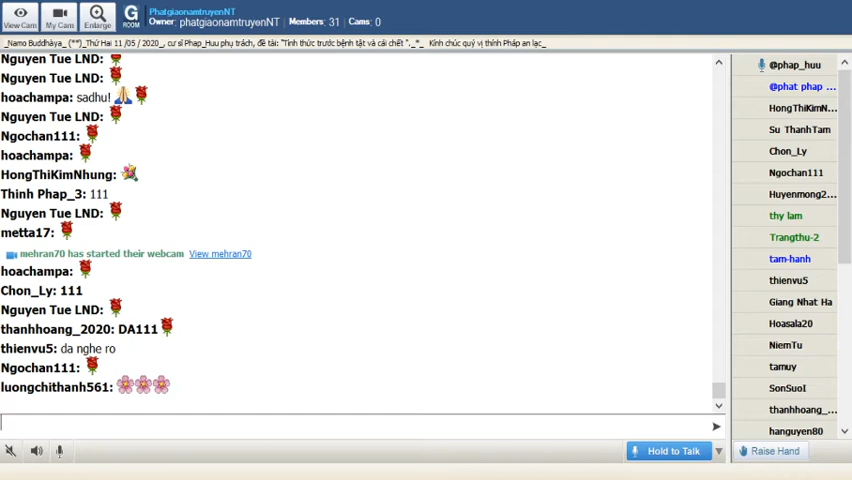 View Cam
My Cam
Enlarge
G ROOM
PhatgiaonamtruyenNT
Owner: phatgiaonamtruyenNT Members: 31 Cams: 0
_Namo Buddhàya_ (**)_Thứ Hai 11 /05 / 2020_, cư sĩ Phap_Huu phụ trách, đề tài: "Tỉnh thức trước bệnh tật và cái chết "._*_ Kính chúc quý vị thính Pháp an lạc_
Nguyen Tue LND:
Nguyen Tue LND:
hoachampa: sadhu!
Nguyen Tue LND:
Ngochan111:
hoachampa:
HongThiKimNhung:
Thinh Phap_3: 111
Nguyen Tue LND:
metta17:
mehran70 has started their webcam View mehran70
hoachampa:
Chon_Ly: 111
Nguyen Tue LND:
thanhhoang_2020: DA111
thienvu5: da nghe ro
Ngochan111:
luongchithanh561:
Hold to Talk
@phap_huu
@phat phap ...
HongThiKimN...
Su ThanhTam
Chon_Ly
Ngochan111
Huyenmong2...
thy lam
Trangthu-2
tam-hanh
thienvu5
Giang Nhat Ha
Hoasala20
NiemTu
tamuy
SonSuoI
thanhhoang_...
hanguyen80
Raise Hand